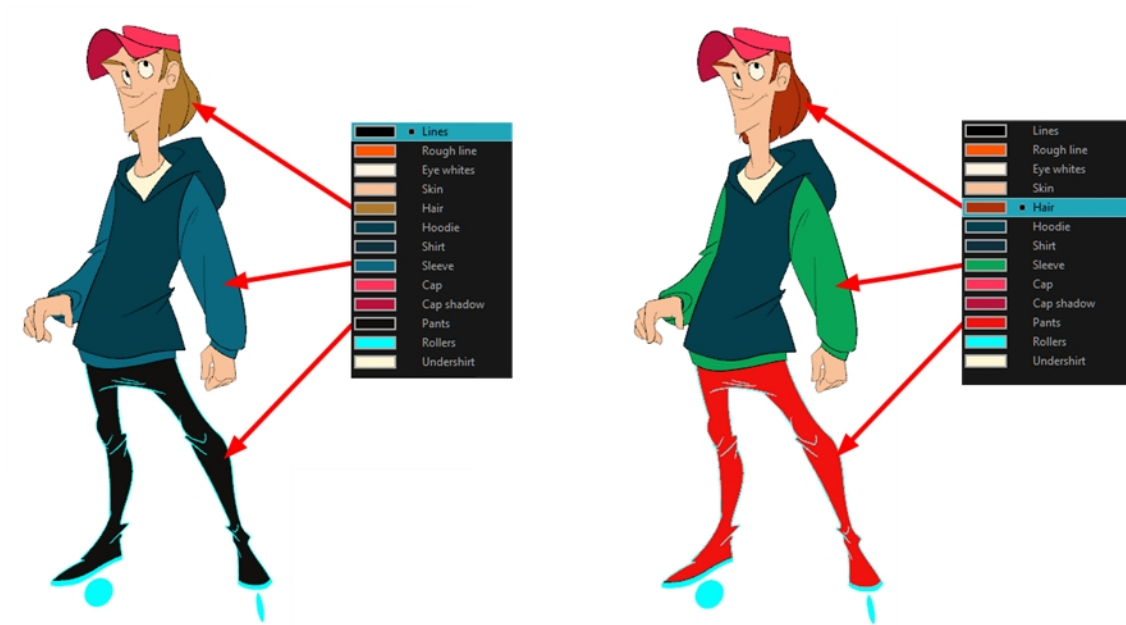 Lines
Rough line
Eye whites
Skin
Hair
Hoodie
Shirt
Sleeve
Cap
Cap shadow
Pants
Rollers
Undershirt
Lines
Rough line
Eye whites
Skin
Hair
Hoodie
Shirt
Sleeve
Cap
Cap shadow
Pants
Rollers
Undershirt